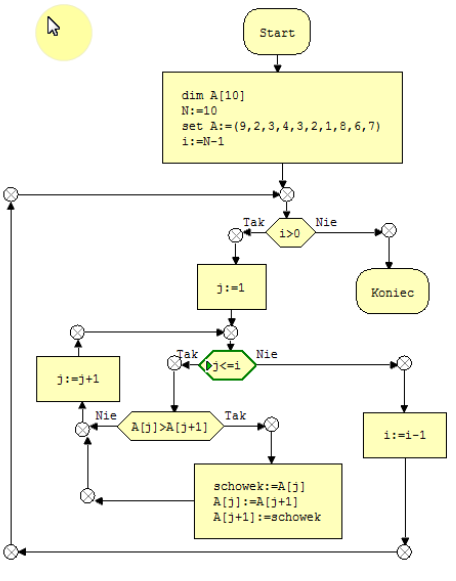 Start
dim A[10]
N:=10
set A:=(9,2,3,4,3,2,1,8,6,7)
i:=N-1
Tak
i>0
Nie
Koniec
j:=1
Tak
j<=i
Nie
j:=j+1
Nie
A[j]>A[j+1]
Tak
i:=i-1
schowek:=A[j]
A[j]:=A[j+1]
A[j+1]:=schowek